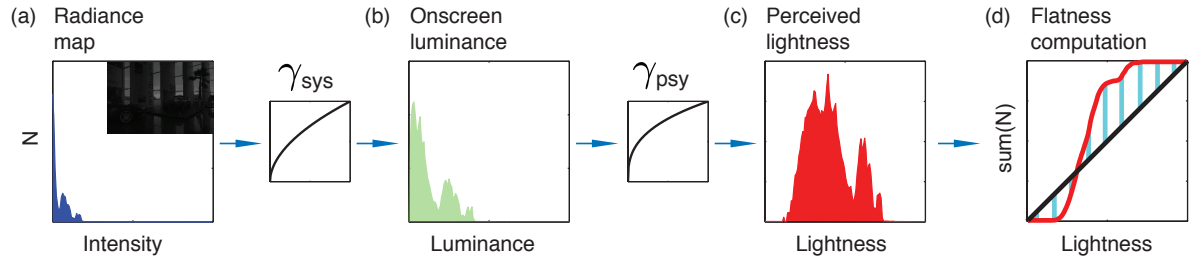 (a) Radiance
map
N
Intensity
γsys
(b) Onscreen
luminance
Luminance
γpsy
(c) Perceived
lightness
Lightness
(d) Flatness
computation
sum(N)
Lightness